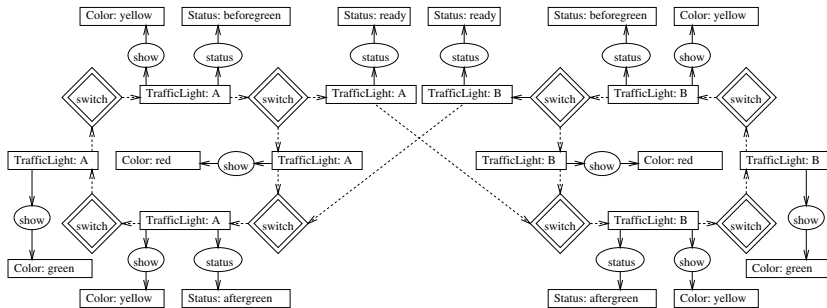 Color: yellow
Status: beforegreen
Status: ready
Status: ready
Status: beforegreen
Color: yellow
show
status
status
status
status
show
switch
TrafficLight: A
switch
TrafficLight: A
TrafficLight: B
switch
TrafficLight: B
switch
TrafficLight: A
Color: red
show
TrafficLight: A
TrafficLight: B
show
Color: red
TrafficLight: B
show
switch
TrafficLight: A
switch
switch
TrafficLight: B
switch
show
Color: green
show
status
status
show
Color: green
Color: yellow
Status: aftergreen
Status: aftergreen
Color: yellow